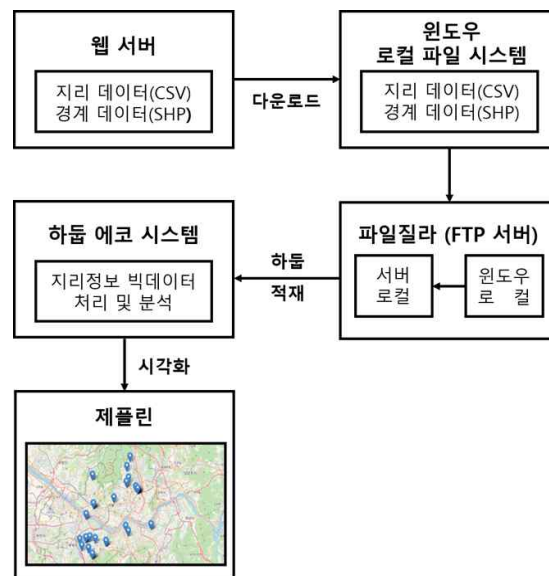 웹 서버
지리 데이터(CSV)
경계 데이터(SHP)
다운로드
윈도우
로컬 파일 시스템
지리 데이터(CSV)
경계 데이터(SHP)
파일질라 (FTP 서버)
서버
로컬
윈도우
로 컬
하둡
적재
하둡 에코 시스템
지리정보 빅데이터
처리 및 분석
시각화
제플린